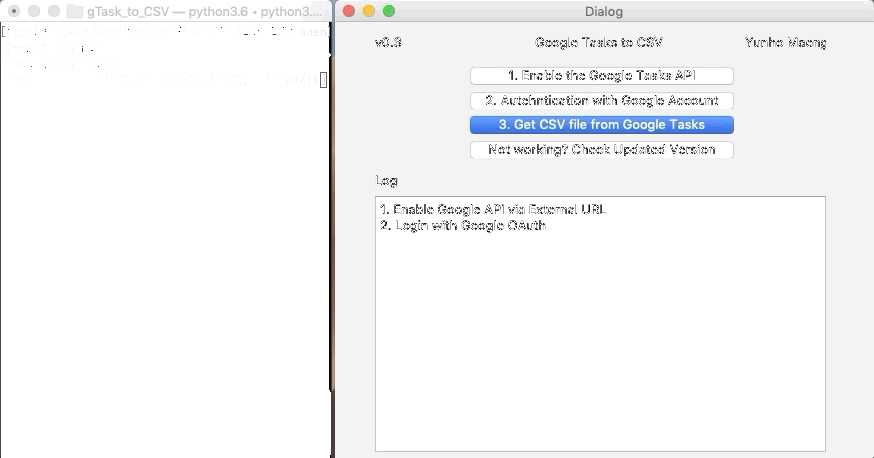 gTask_to_CSV — python3.6 • python3....
Dialog
v0.3 Google Tasks to CSV Yunho Maeng
1. Enable the Google Tasks API
2. Autehntication with Google Account
3. Get CSV file from Google Tasks
Not working? Check Updated Version
Log
1. Enable Google API via External URL
2. Login with Google OAuth